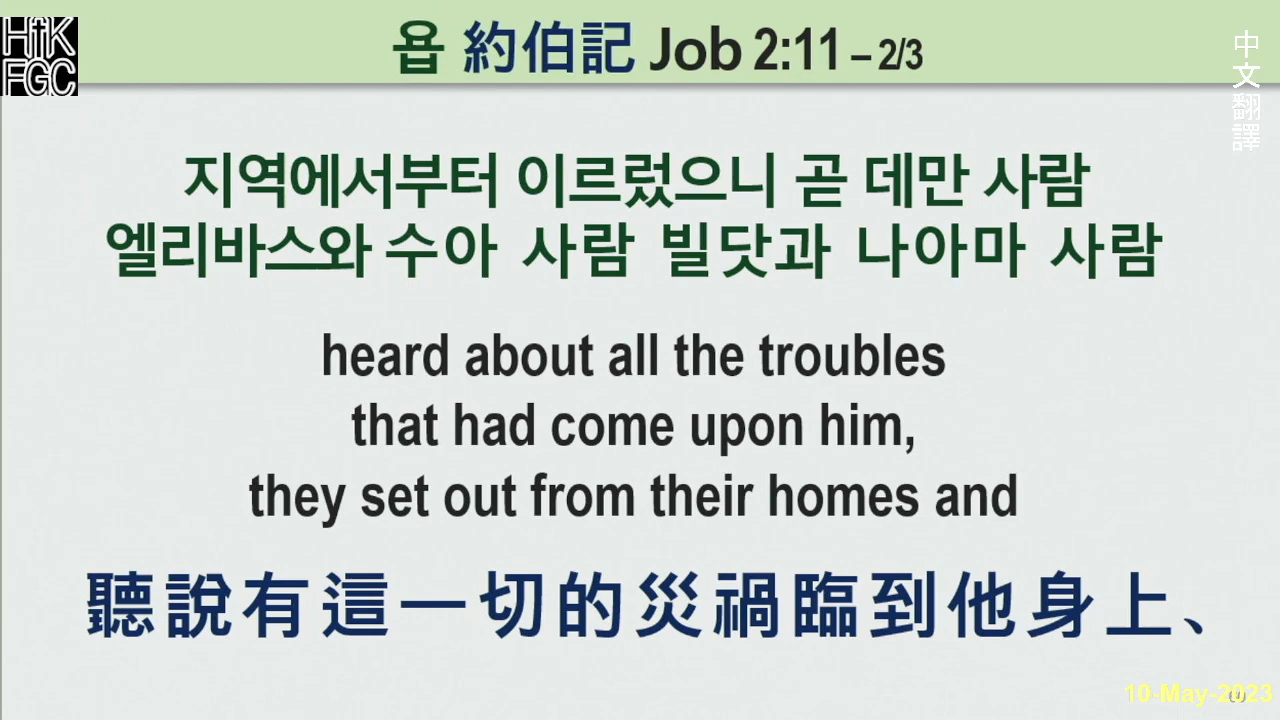 HfK
FGC
욥 約伯記 Job 2:11 – 2/3
中文翻譯
지역에서부터 이르렀으니 곧 데만 사람
엘리바스와 수아 사람 빌닷과 나아마 사람
heard about all the troubles
that had come upon him,
they set out from their homes and
聽說有這一切的災禍臨到他身上、
10-May-2023